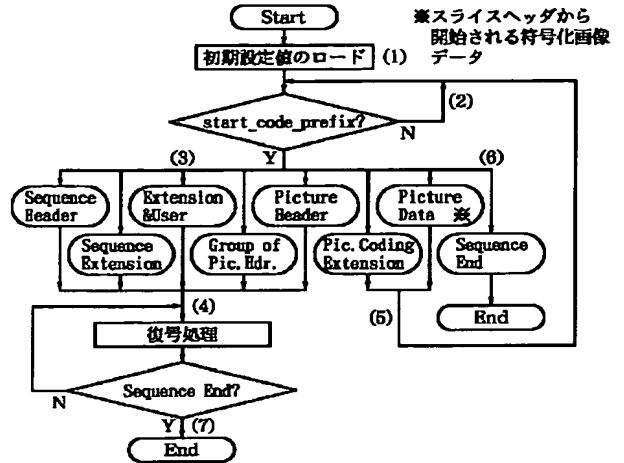 Start
※スライスヘッダから
開始される符号化画像
データ
初期設定値のロード (1)
(2)
start_code_prefix?
N
Y
(3)
(6)
Sequence
Header
Extension
&User
Picture
Header
Picture
Data ※
Sequence
Extension
Group of
Pic.Hdr.
Pic.Coding
Extension
Sequence
End
(4)
(5)
End
復号処理
Sequence End?
N
Y (7)
End